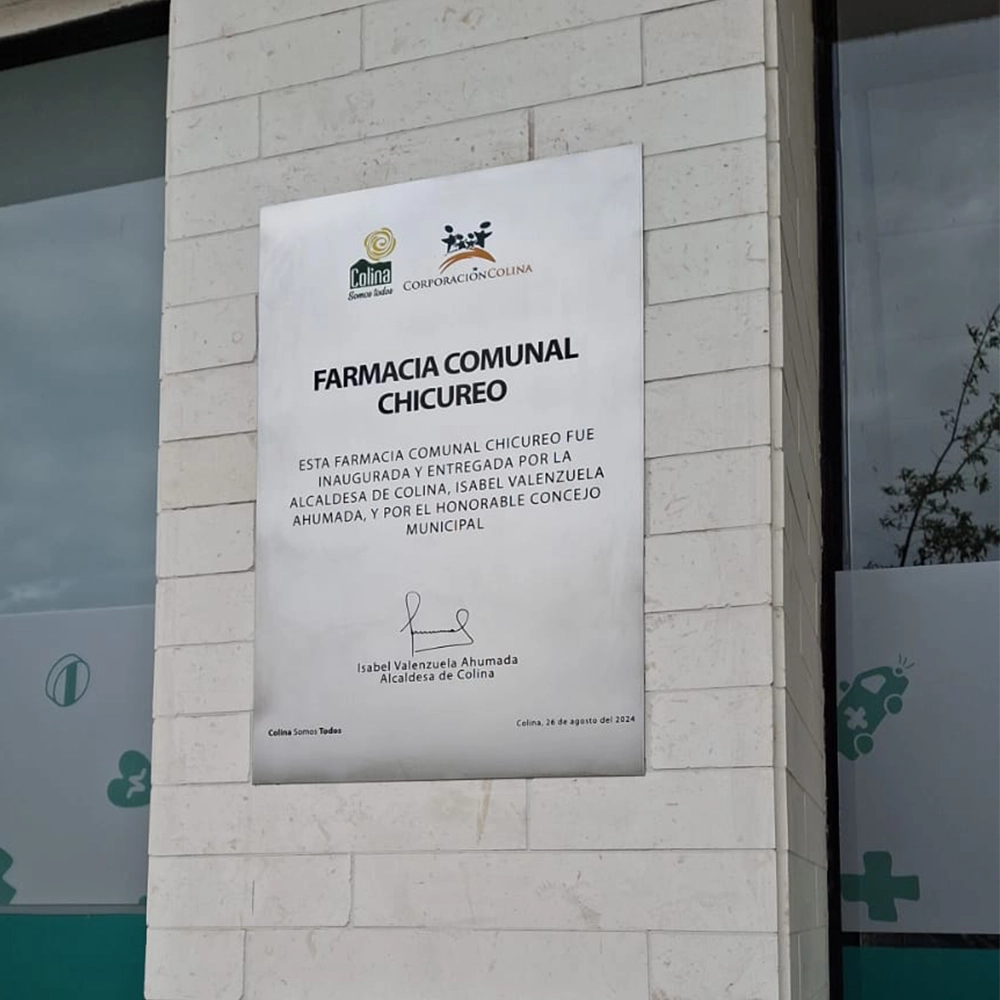 Colina
Somos todos
CORPORACIÓNCOLINA
FARMACIA COMUNAL
CHICUREO
ESTA FARMACIA COMUNAL CHICUREO FUE
INAUGURADA Y ENTREGADA POR LA
ALCALDESA DE COLINA, ISABEL VALENZUELA
AHUMADA, Y POR EL HONORABLE CONCEJO
MUNICIPAL
Isabel Valenzuela Ahumada
Alcaldesa de Colina
Colina Somos Todos
Colina, 26 de agosto del 2024